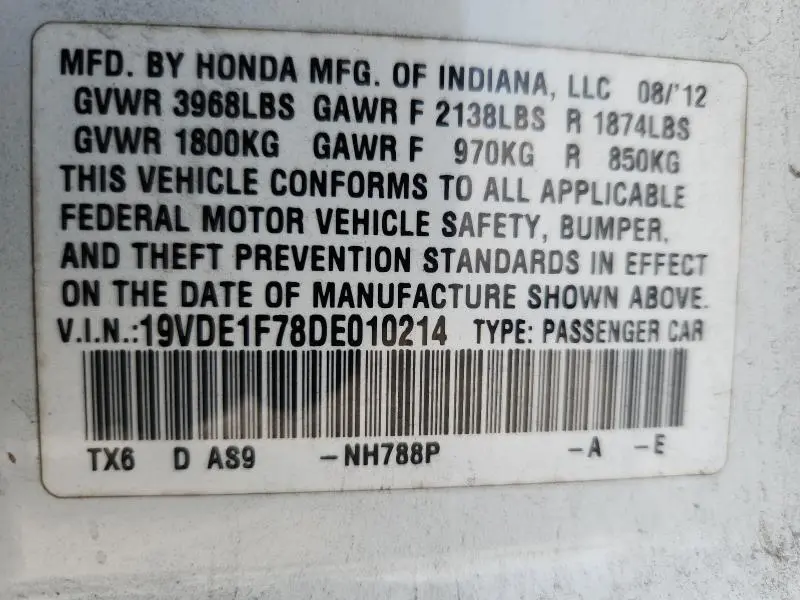 MFD. BY HONDA MFG. OF INDIANA, LLC 08/'12
GVWR 3968LBS GAWR F 2138LBS R 1874LBS
GVWR 1800KG GAWR F 970KG R 850KG
THIS VEHICLE CONFORMS TO ALL APPLICABLE
FEDERAL MOTOR VEHICLE SAFETY, BUMPER,
AND THEFT PREVENTION STANDARDS IN EFFECT
ON THE DATE OF MANUFACTURE SHOWN ABOVE.
V.I.N.:19VDE1F78DE010214 TYPE: PASSENGER CAR
TX6 D AS9 -NH788P -A -E